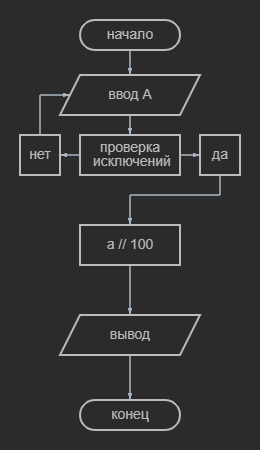 начало
ввод А
проверка
исключений
нет
да
a // 100
вывод
конец